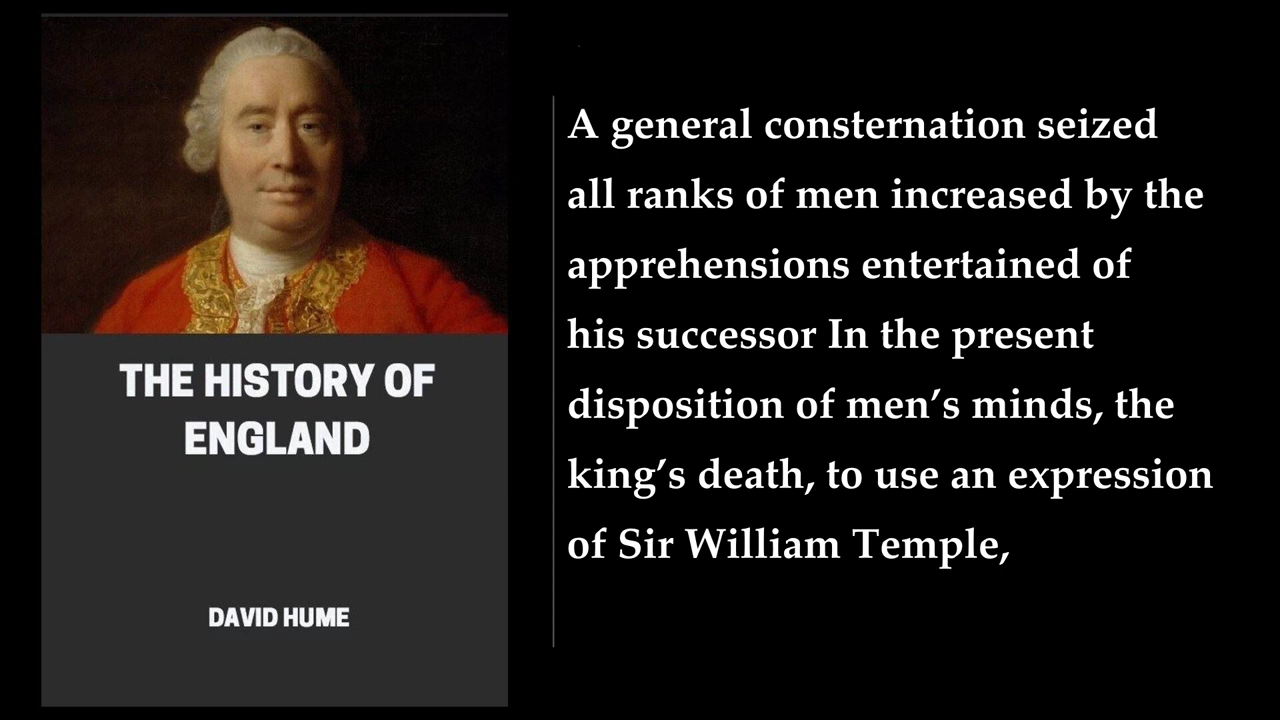 THE HISTORY OF
ENGLAND
DAVID HUME
A general consternation seized
all ranks of men increased by the
apprehensions entertained of
his successor In the present
disposition of men’s minds, the
king’s death, to use an expression
of Sir William Temple,